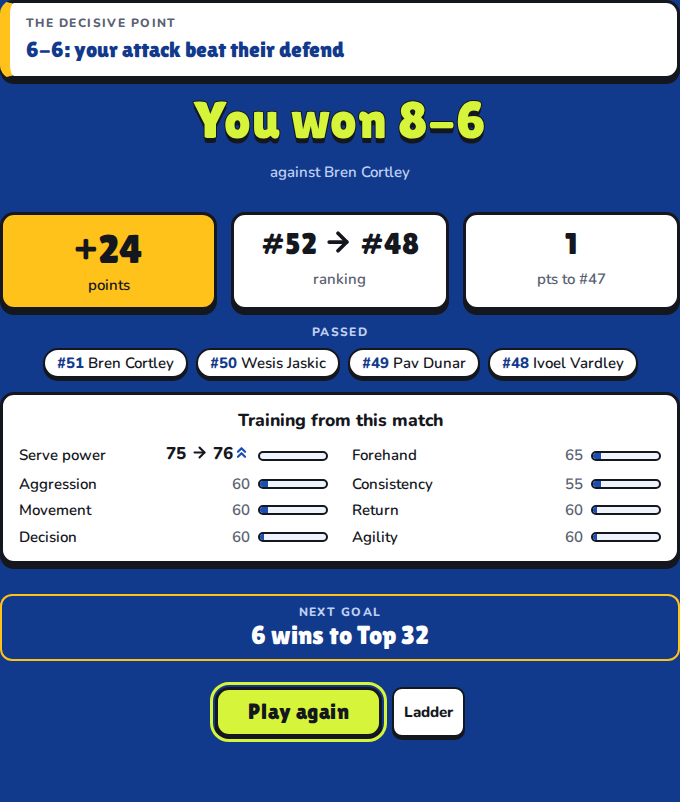 THE DECISIVE POINT
6–6: your attack beat their defend
You won 8–6
against Bren Cortley
+24
points
#52 → #48
ranking
1
pts to #47
PASSED
#51 Bren Cortley
#50 Wesis Jaskic
#49 Pav Dunar
#48 Ivoel Vardley
Training from this match
Serve power 75 → 76
Forehand 65
Aggression 60
Consistency 55
Movement 60
Return 60
Decision 60
Agility 60
NEXT GOAL
6 wins to Top 32
Play again
Ladder